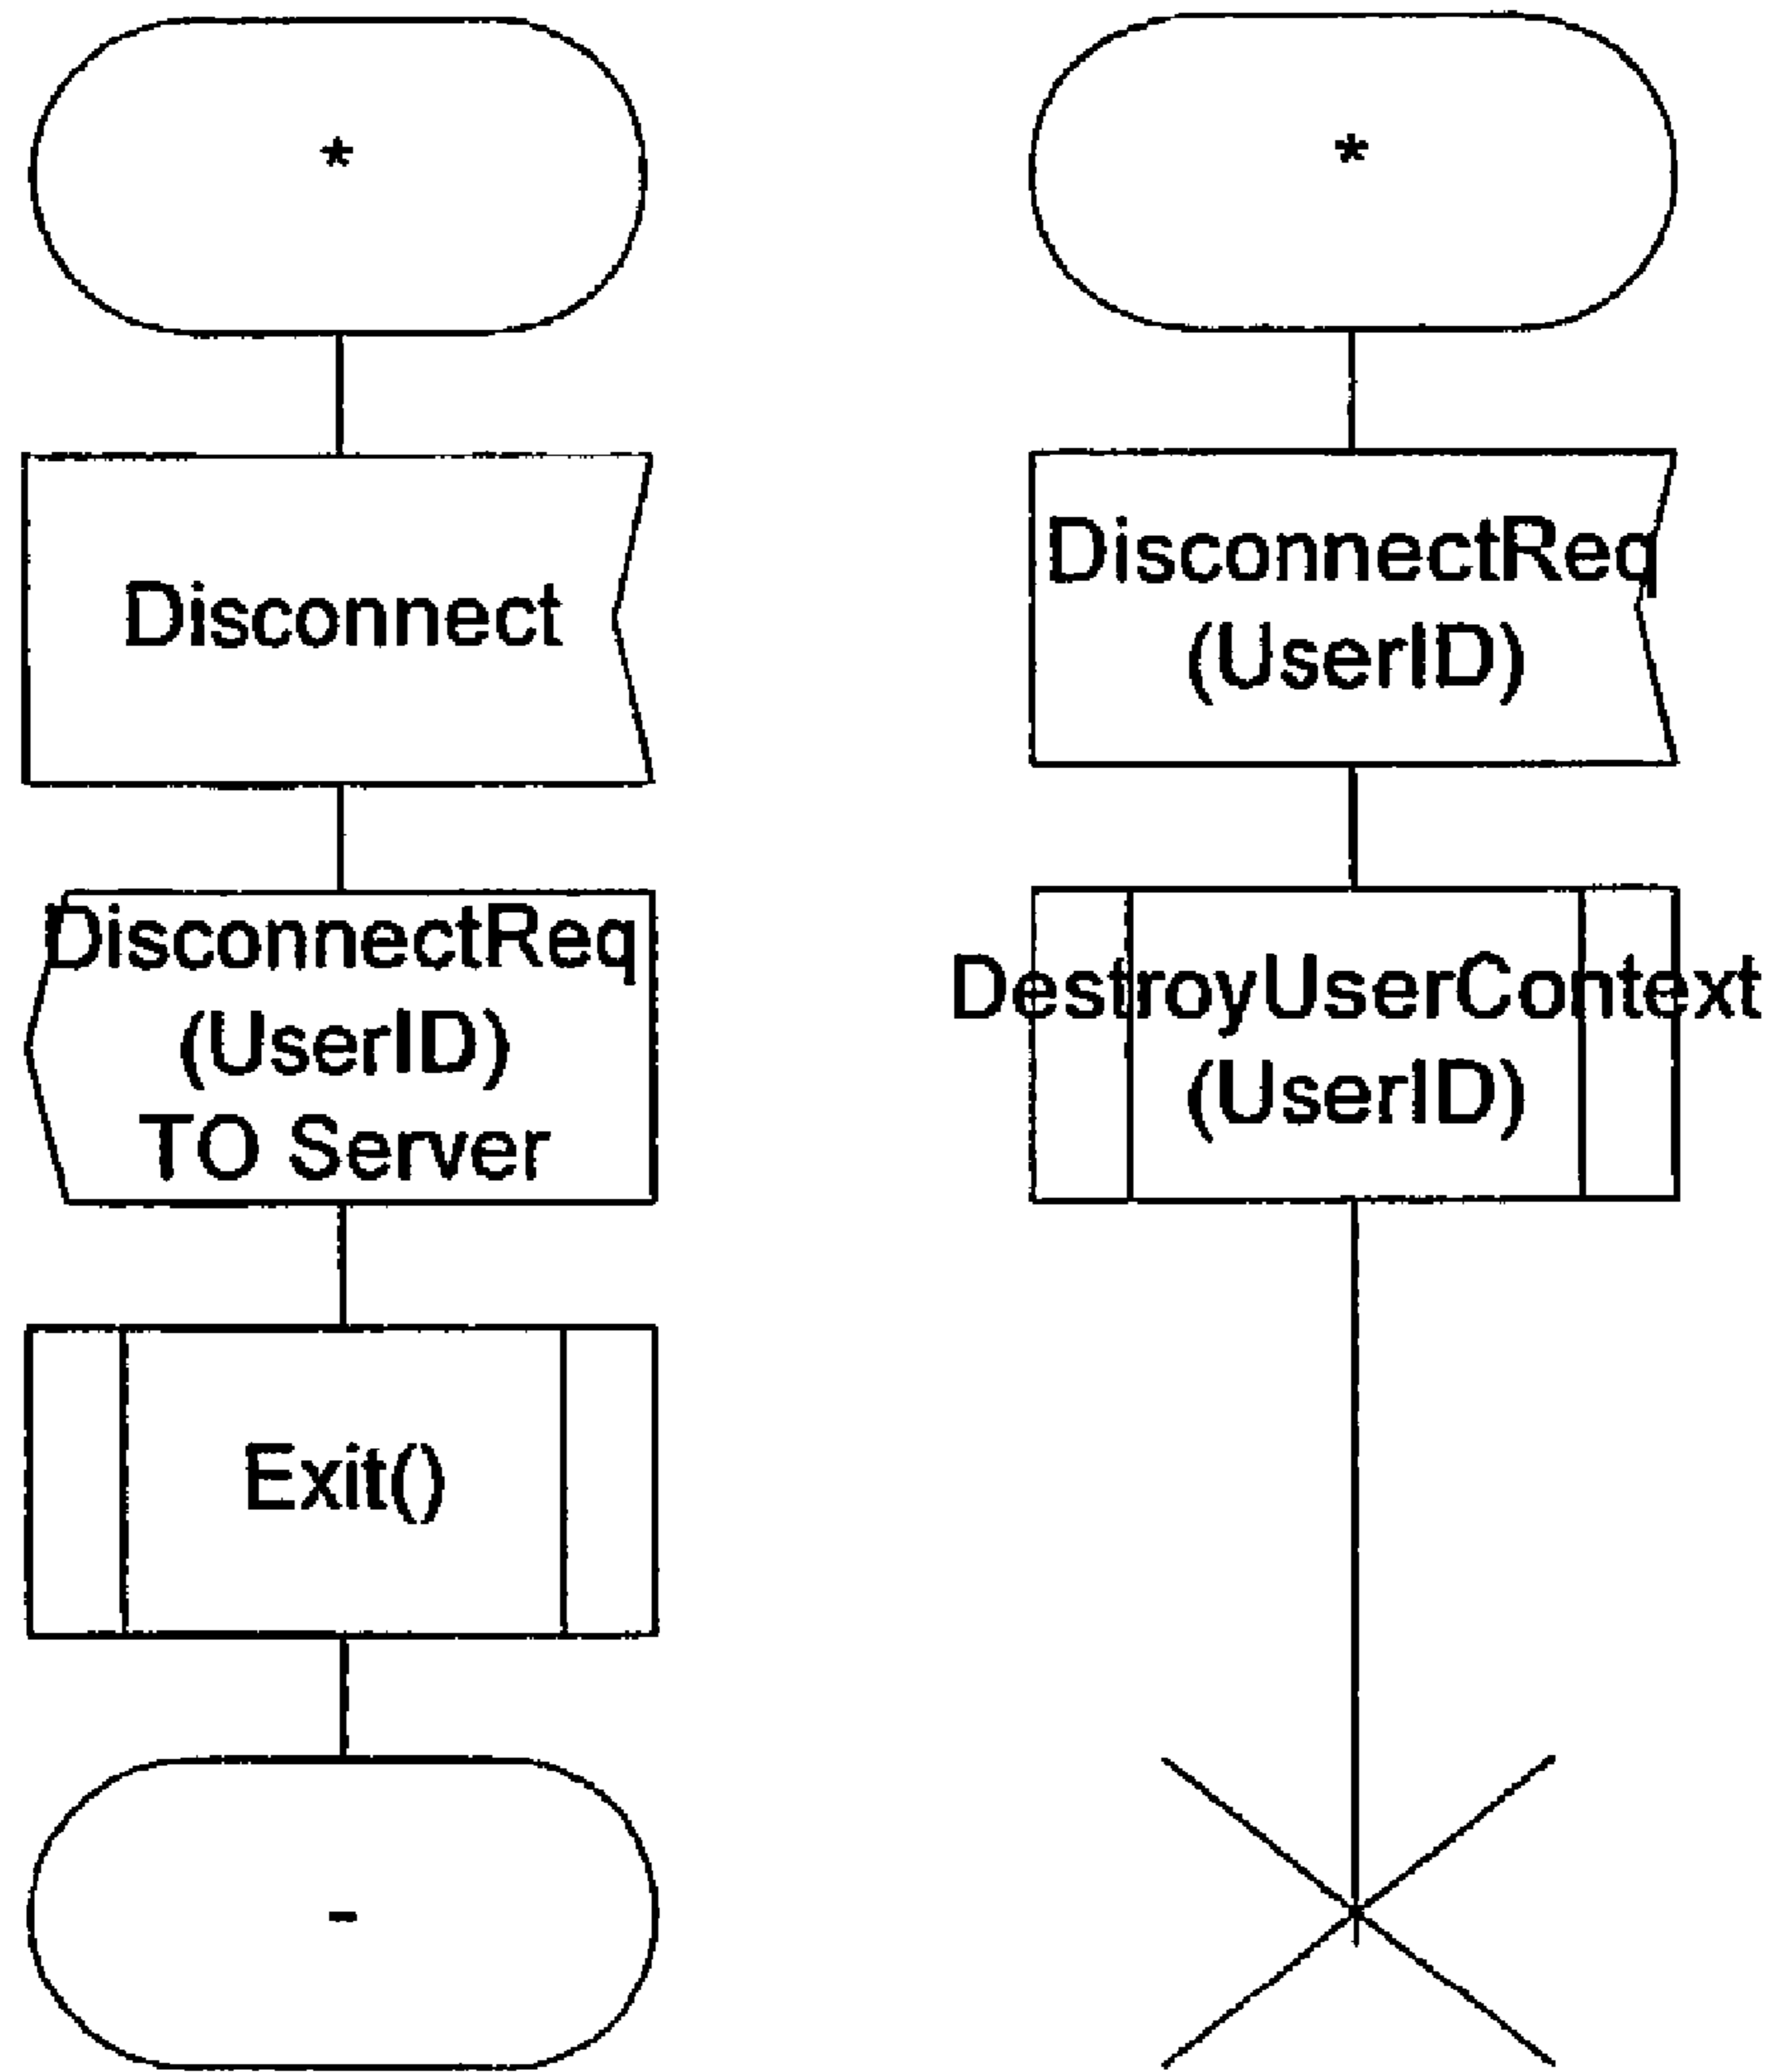 *
Disconnect
DisconnectReq
(UserID)
TO Server
Exit()
-
*
DisconnectReq
(UserID)
DestroyUserContext
(UserID)